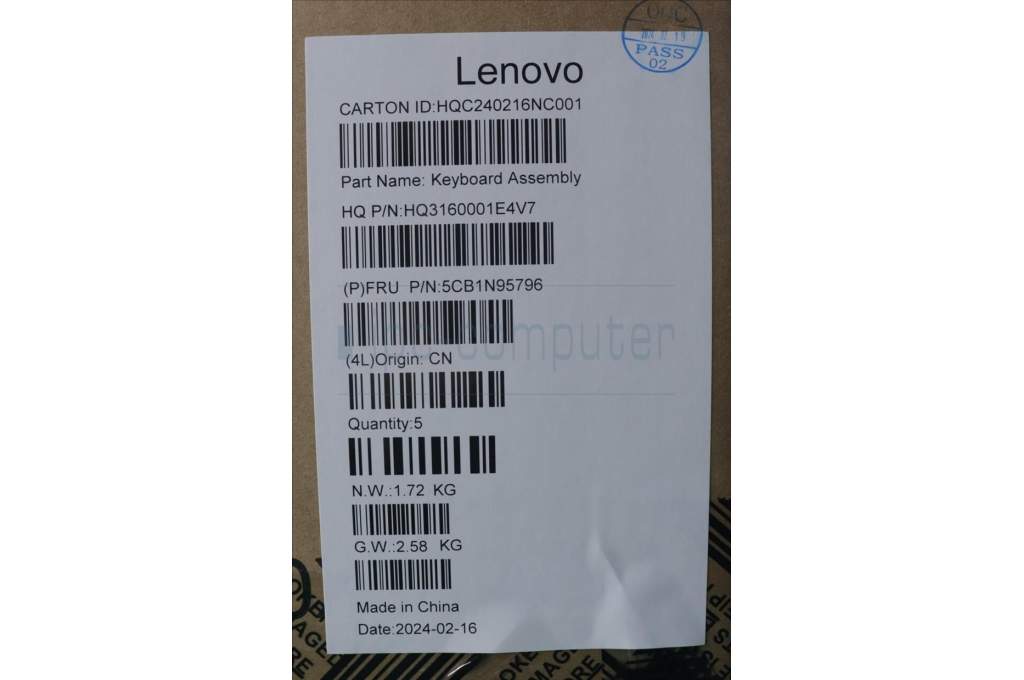 PASS
02
Lenovo
CARTON ID:HQC240216NC001
Part Name: Keyboard Assembly
HQ P/N:HQ3160001E4V7
(P)FRU P/N:5CB1N95796
computer
(4L)Origin: CN
Quantity:5
N.W.:1.72 KG
G.W.:2.58 KG
Made in China
Date:2024-02-16